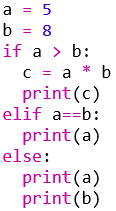 a = 5
b = 8
if a > b:
  c = a * b
  print(c)
elif a==b:
  print(a)
else:
  print(a)
  print(b)